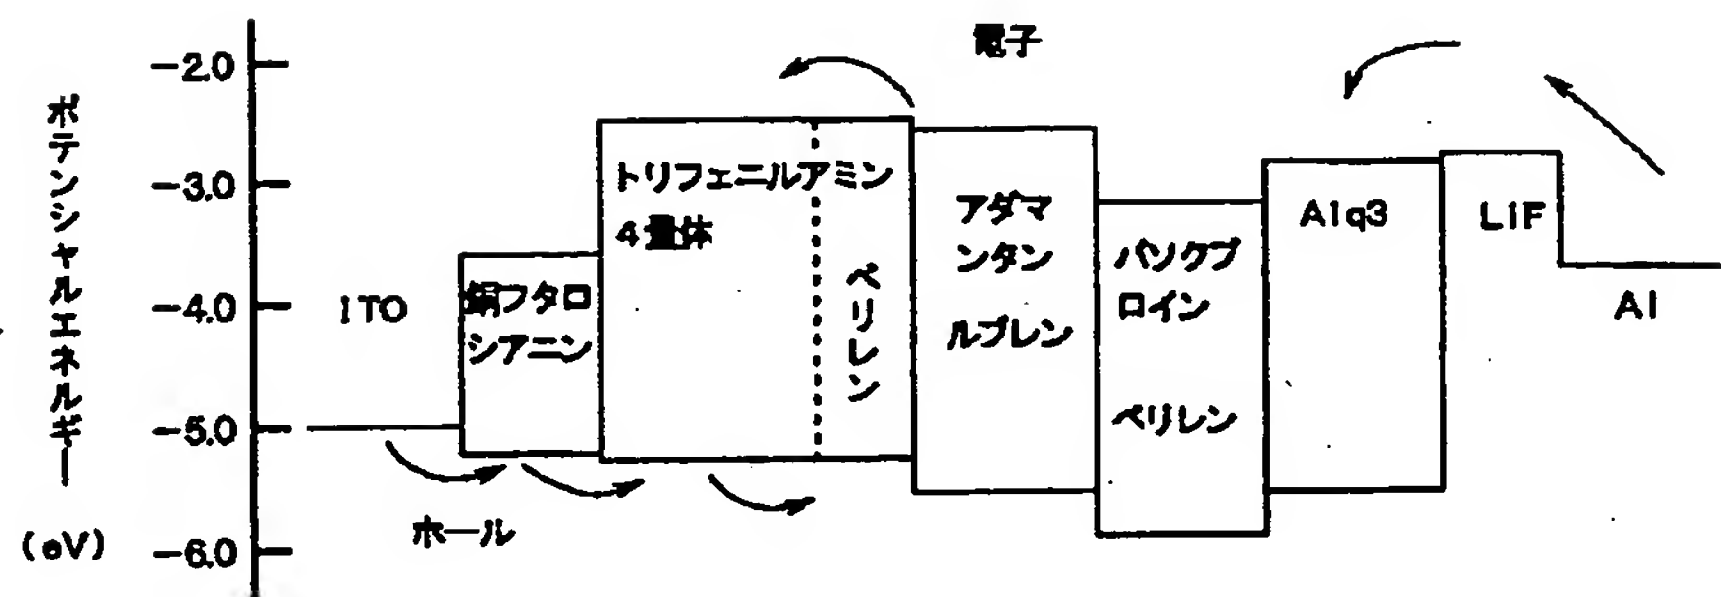 電子
−2.0
−3.0
−4.0
−5.0
−6.0
ポテンシャルエネルギー
(eV)
ITO
銅フタロ
シアニン
トリフェニルアミン
4量体
ペリレン
アダマ
ンタン
ルブレン
バソクプ
ロイン
ペリレン
Alq3
LiF
Al
ホール